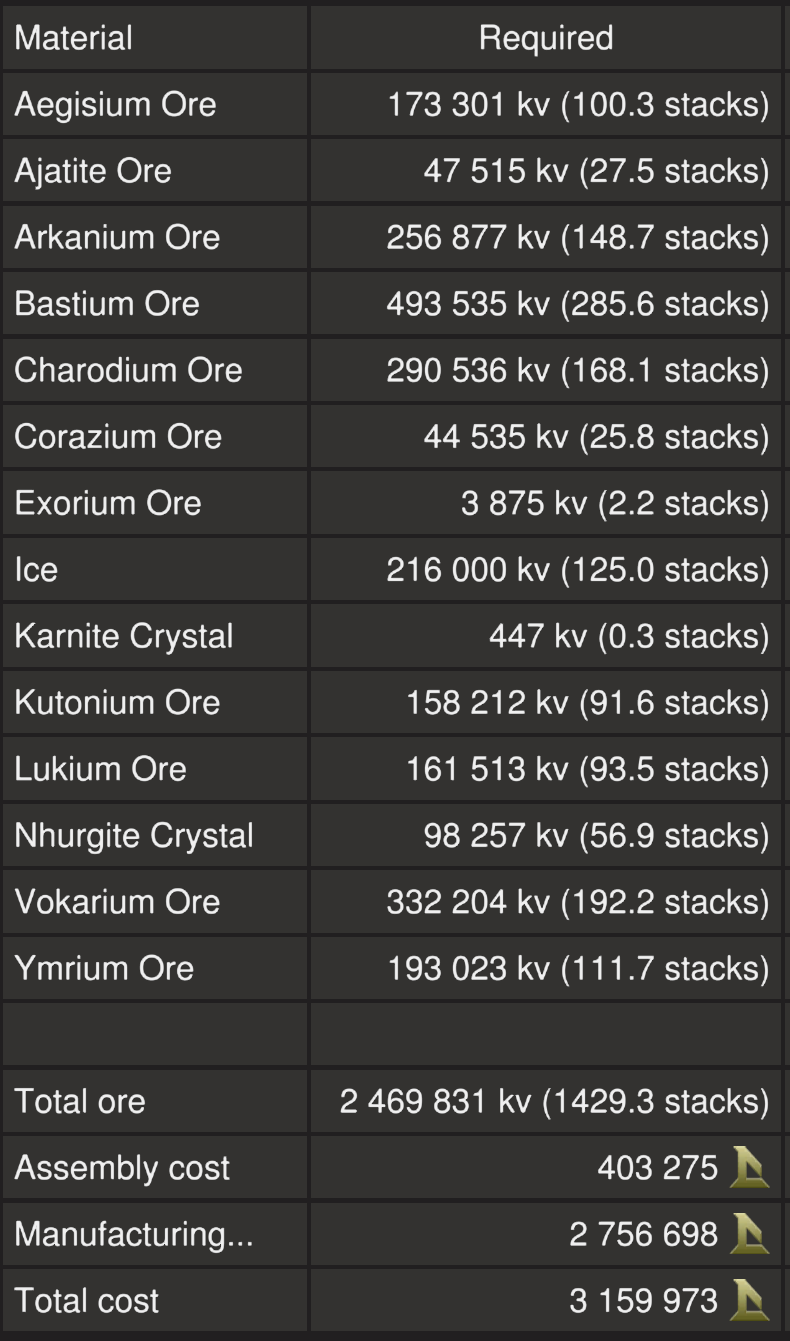 Material Required
Aegisium Ore 173 301 kv (100.3 stacks)
Ajatite Ore 47 515 kv (27.5 stacks)
Arkanium Ore 256 877 kv (148.7 stacks)
Bastium Ore 493 535 kv (285.6 stacks)
Charodium Ore 290 536 kv (168.1 stacks)
Corazium Ore 44 535 kv (25.8 stacks)
Exorium Ore 3 875 kv (2.2 stacks)
Ice 216 000 kv (125.0 stacks)
Karnite Crystal 447 kv (0.3 stacks)
Kutonium Ore 158 212 kv (91.6 stacks)
Lukium Ore 161 513 kv (93.5 stacks)
Nhurgite Crystal 98 257 kv (56.9 stacks)
Vokarium Ore 332 204 kv (192.2 stacks)
Ymrium Ore 193 023 kv (111.7 stacks)
Total ore 2 469 831 kv (1429.3 stacks)
Assembly cost 403 275
Manufacturing... 2 756 698
Total cost 3 159 973